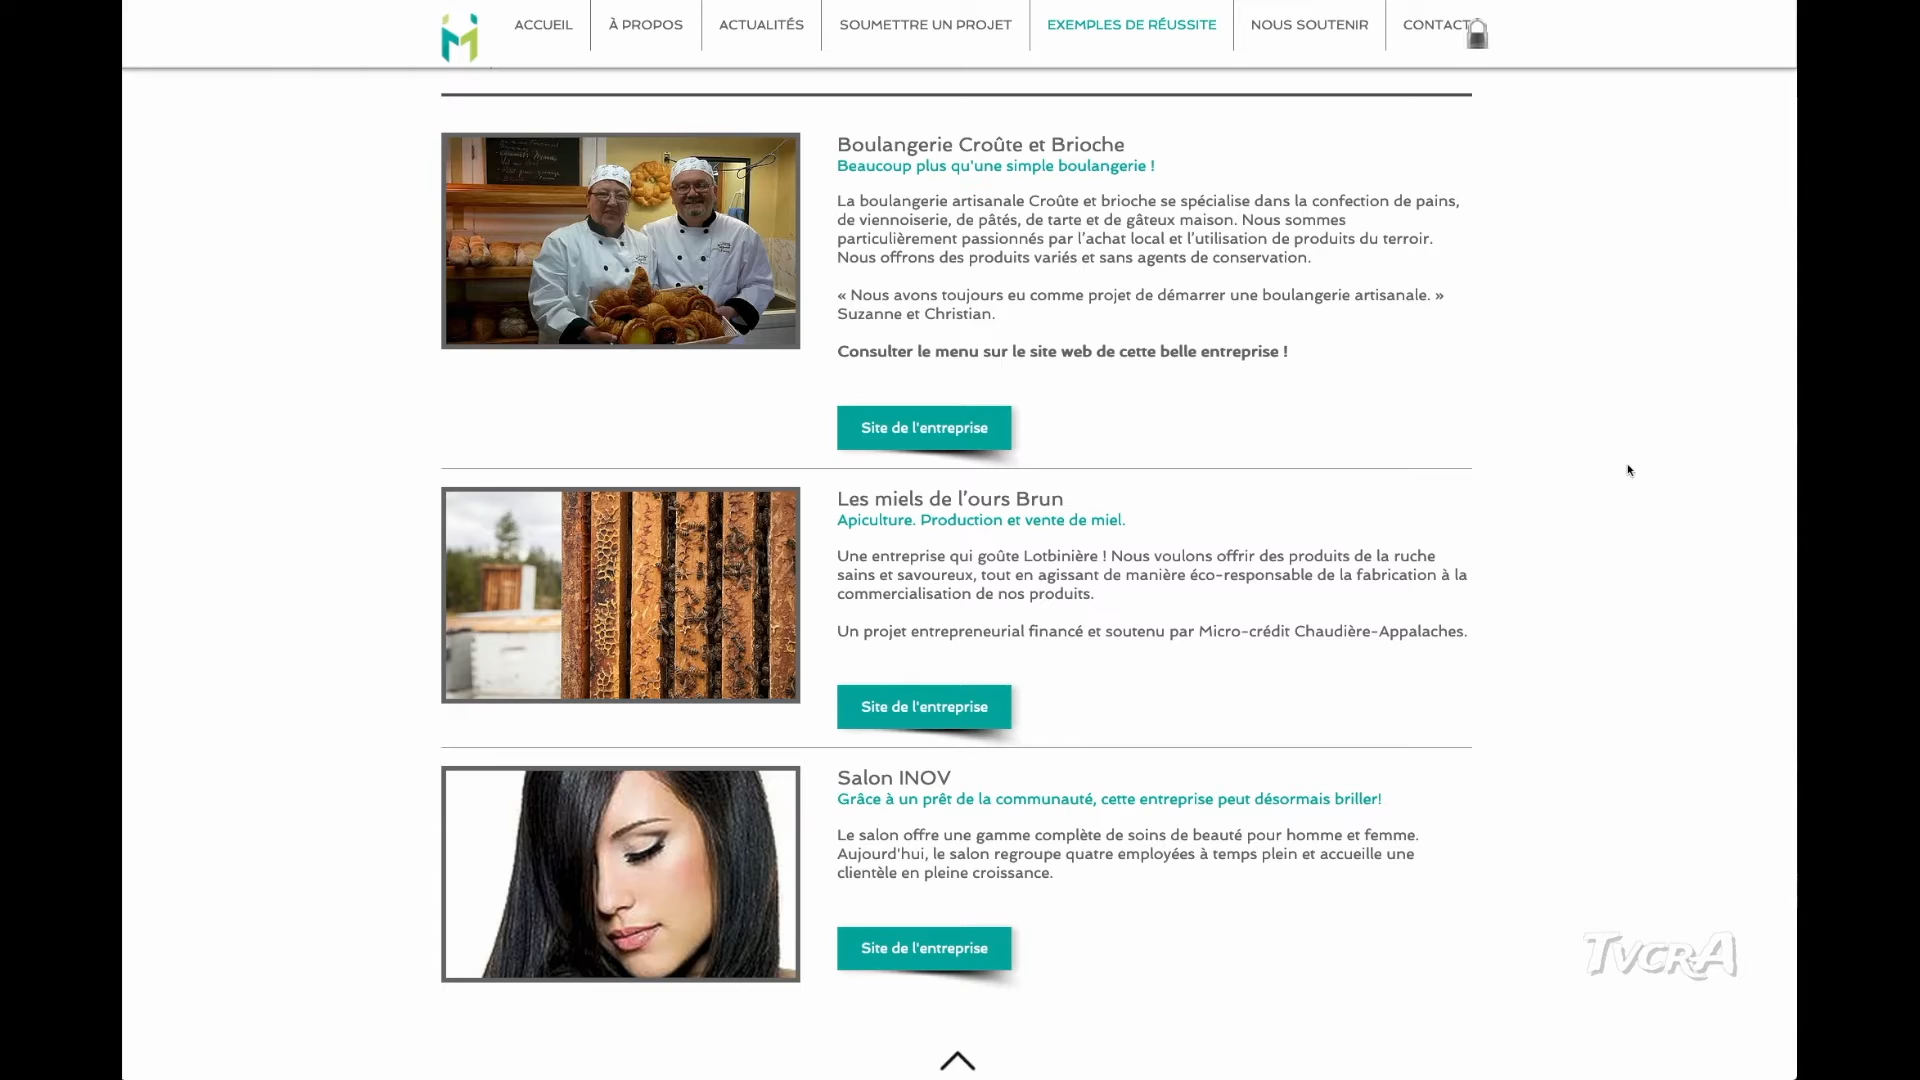 ACCUEIL
À PROPOS
ACTUALITÉS
SOUMETTRE UN PROJET
EXEMPLES DE RÉUSSITE
NOUS SOUTENIR
CONTACT
Boulangerie Croûte et Brioche
Beaucoup plus qu'une simple boulangerie !
La boulangerie artisanale Croûte et brioche se spécialise dans la confection de pains,
de viennoiserie, de pâtés, de tarte et de gâteux maison. Nous sommes
particulièrement passionnés par l’achat local et l’utilisation de produits du terroir.
Nous offrons des produits variés et sans agents de conservation.
« Nous avons toujours eu comme projet de démarrer une boulangerie artisanale. »
Suzanne et Christian.
Consulter le menu sur le site web de cette belle entreprise !
Site de l'entreprise
Les miels de l’ours Brun
Apiculture. Production et vente de miel.
Une entreprise qui goûte Lotbinière ! Nous voulons offrir des produits de la ruche
sains et savoureux, tout en agissant de manière éco-responsable de la fabrication à la
commercialisation de nos produits.
Un projet entrepreneurial financé et soutenu par Micro-crédit Chaudière-Appalaches.
Site de l'entreprise
Salon INOV
Grâce à un prêt de la communauté, cette entreprise peut désormais briller!
Le salon offre une gamme complète de soins de beauté pour homme et femme.
Aujourd'hui, le salon regroupe quatre employées à temps plein et accueille une
clientèle en pleine croissance.
Site de l'entreprise
TVCRA